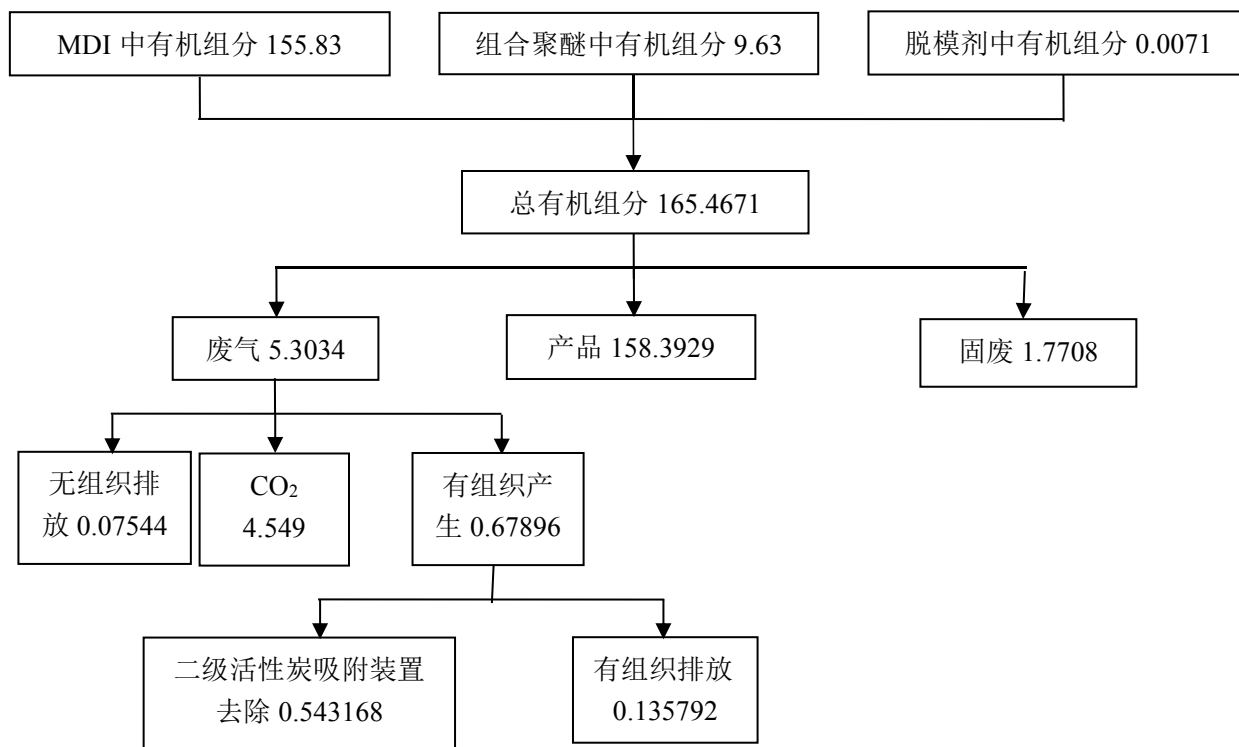 MDI 中有机组分 155.83
组合聚醚中有机组分 9.63
脱模剂中有机组分 0.0071
总有机组分 165.4671
废气 5.3034
产品 158.3929
固废 1.7708
无组织排
放 0.07544
CO₂
4.549
有组织产
生 0.67896
二级活性炭吸附装置
去除 0.543168
有组织排放
0.135792